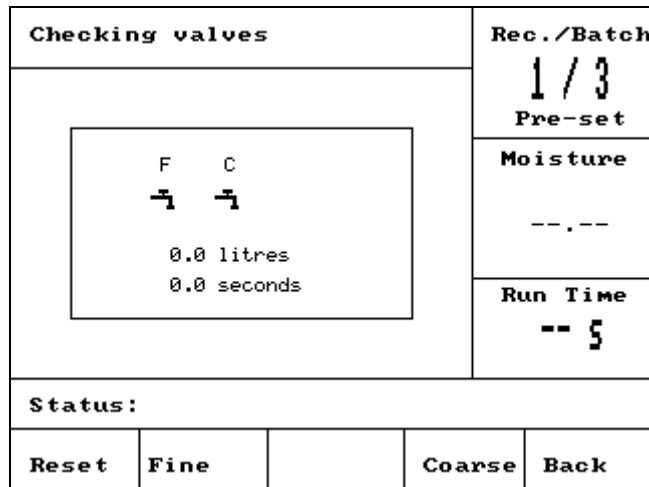 Checking valves
Rec./Batch
1 / 3
Pre-set
F C
0.0 litres
0.0 seconds
Moisture
--.--
Run Time
-- s
Status:
Reset Fine Coarse Back